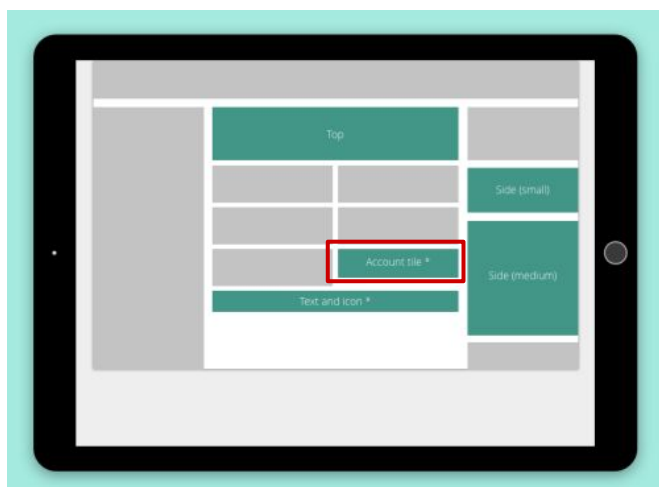 Top
Side (small)
Account tile *
Side (medium)
Text and icon *